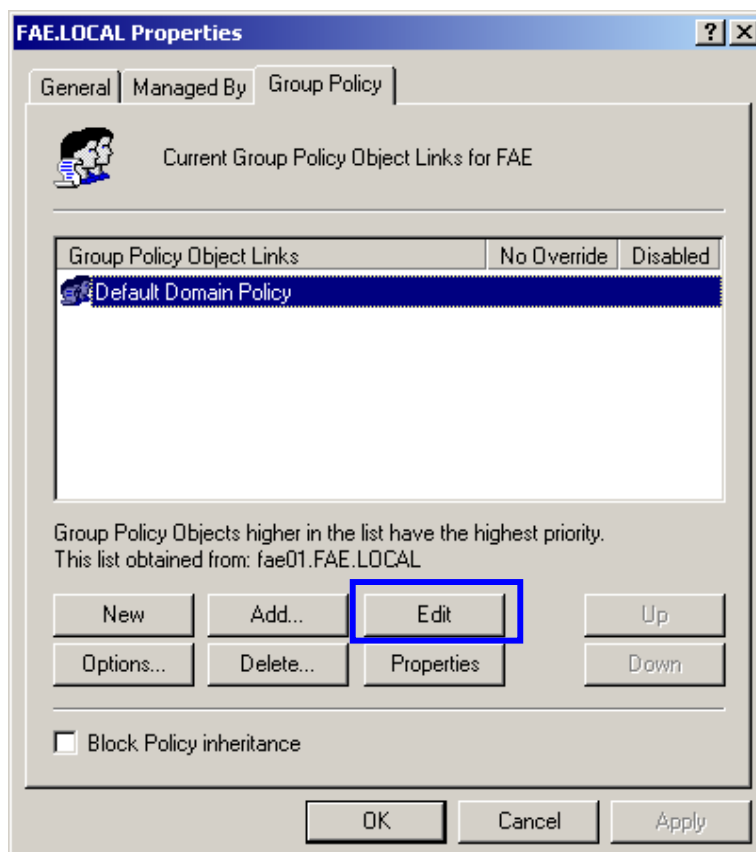 FAE.LOCAL Properties
General Managed By Group Policy
Current Group Policy Object Links for FAE
Group Policy Object Links No Override Disabled
Default Domain Policy
Group Policy Objects higher in the list have the highest priority.
This list obtained from: fae01.FAE.LOCAL
New Add... Edit Up
Options... Delete... Properties Down
Block Policy inheritance
OK Cancel Apply